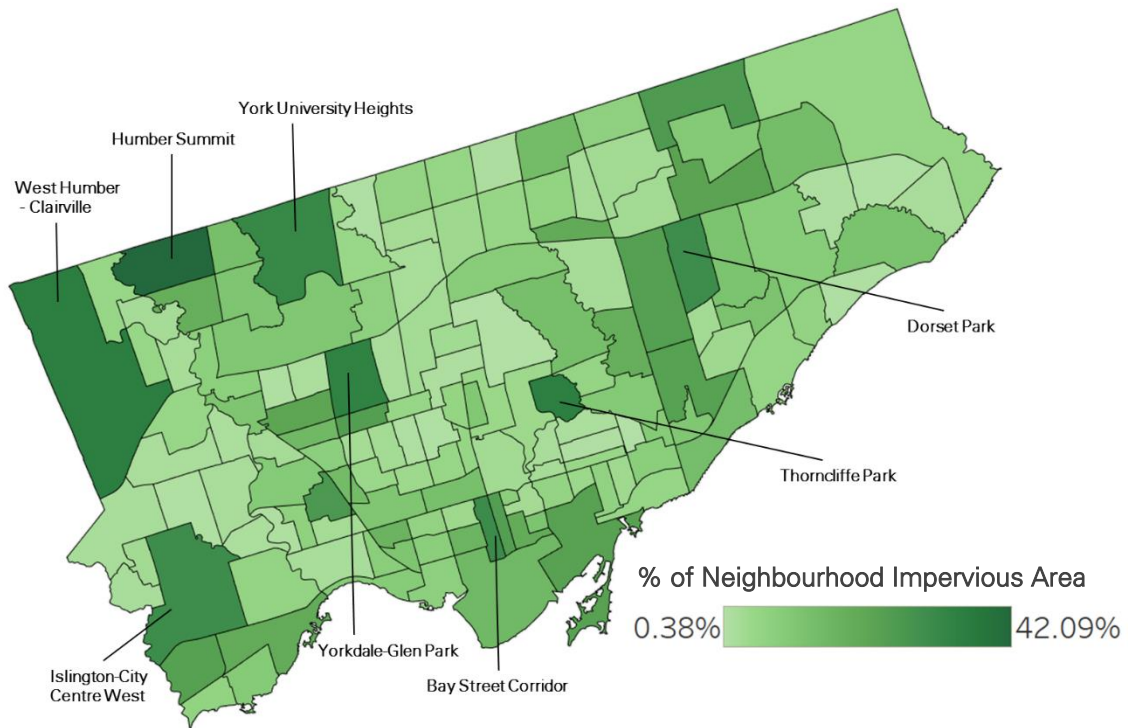 York University Heights
Humber Summit
West Humber
- Clairville
Dorset Park
Thorncliffe Park
% of Neighbourhood Impervious Area
0.38%
42.09%
Yorkdale-Glen Park
Islington-City
Centre West
Bay Street Corridor